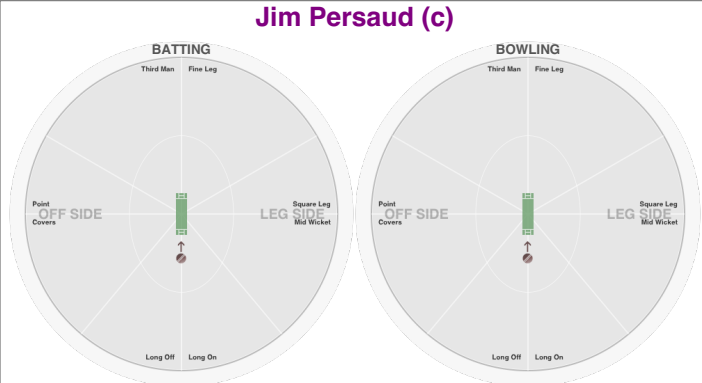 Jim Persaud (c)
BATTING
Third Man Fine Leg
Point
OFF SIDE
Covers
Square Leg
LEG SIDE
Mid Wicket
Long Off Long On
BOWLING
Third Man Fine Leg
Point
OFF SIDE
Covers
Square Leg
LEG SIDE
Mid Wicket
Long Off Long On